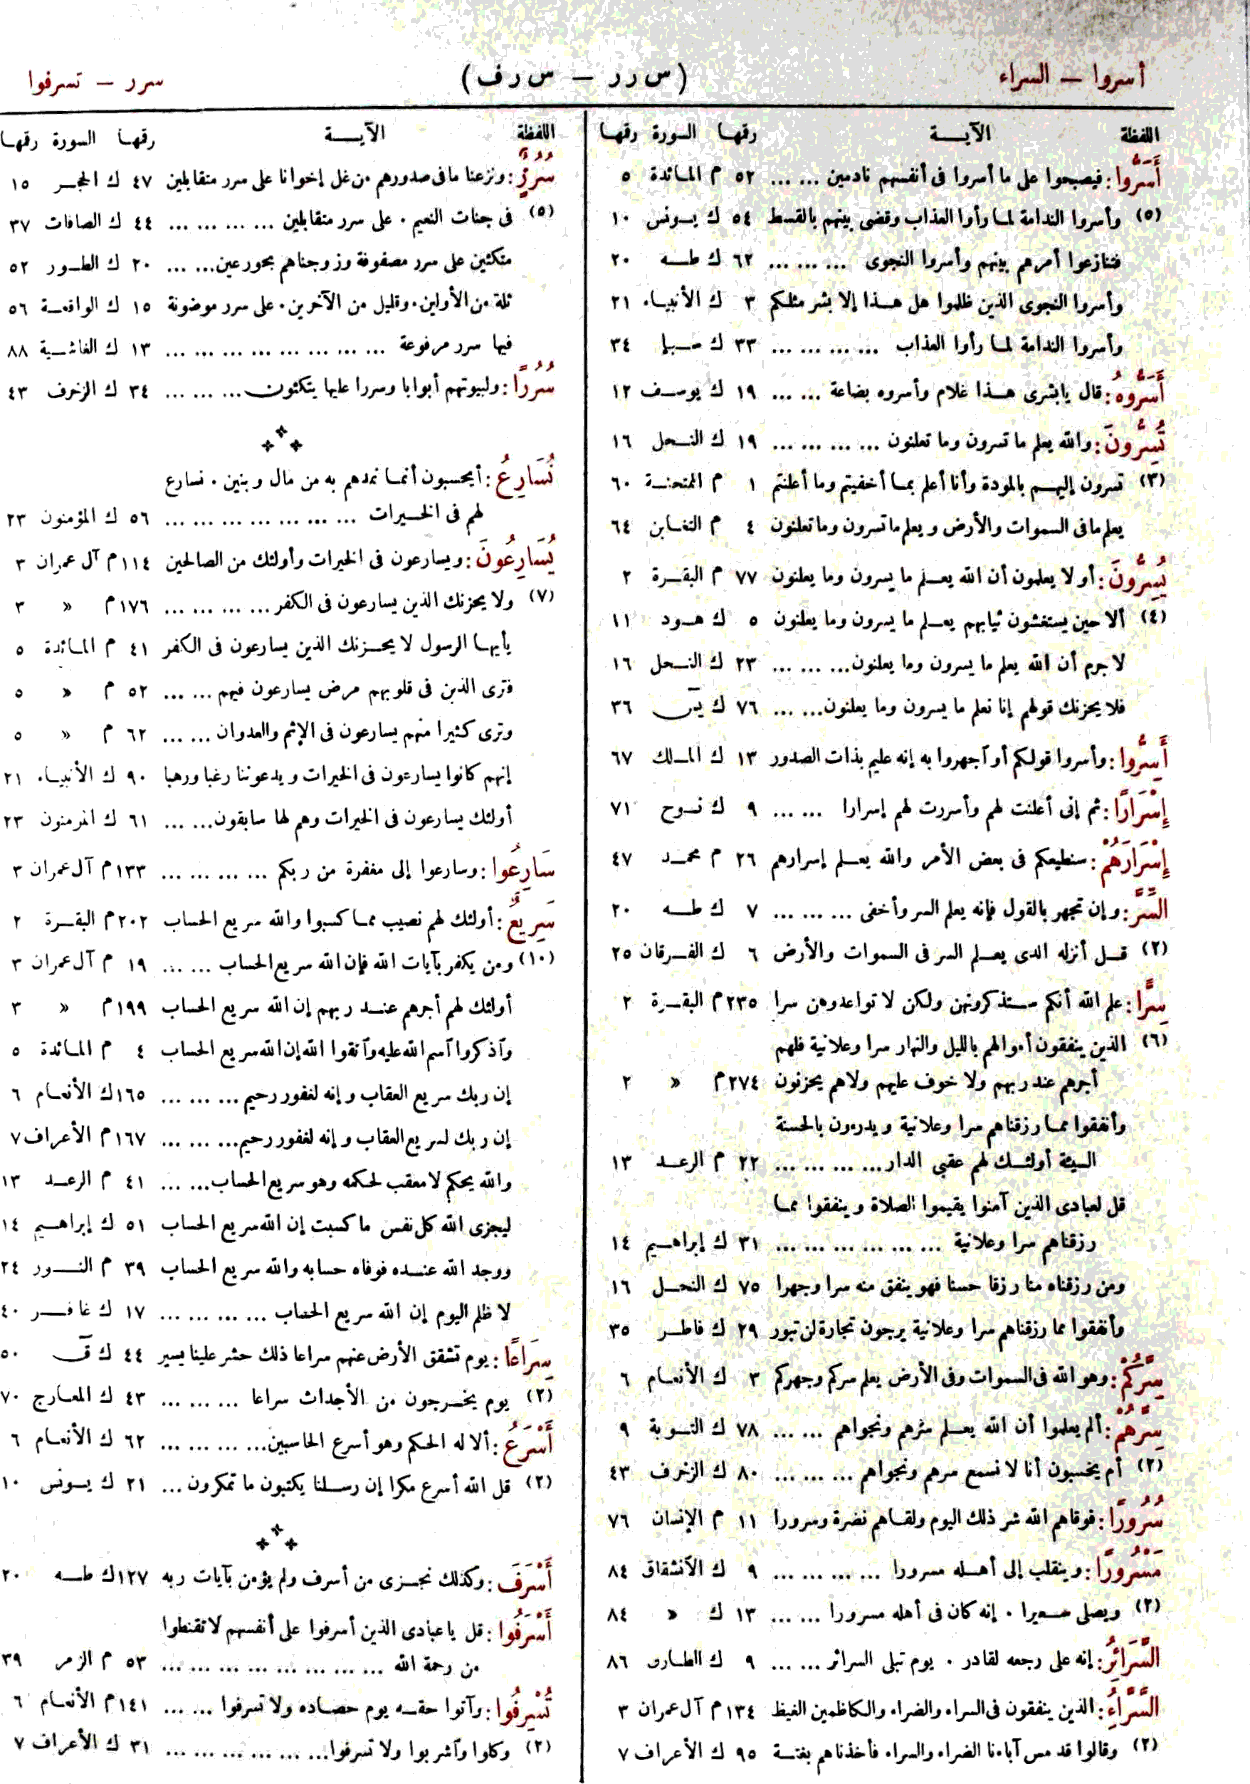 أسروا – السراء
(س رر – س ر ف)
سرر – تسرفوا
اللفظة الآيــة رقمها السورة رقمها
أَسَرُّوا : فيصبحوا على ما أسروا فى أنفسهم نادمين ... ... ٥٢ م المائدة ٥
(٥) وأسروا الندامة لما رأوا العذاب وقضى بينهم بالقسط ٥٤ ك يونس ١٠
فتنازعوا أمرهم بينهم وأسروا النجوى ... ... ... ٦٢ ك طه ٢٠
وأسروا النجوى الذين ظلموا هل هذا إلا بشر مثلكم ٣ ك الأنبياء ٢١
وأسروا الندامة لما رأوا العذاب ... ... ... ... ٣٣ ك سبإ ٣٤
أَسَرُّوهُ : قال يابشرى هذا غلام وأسروه بضاعة ... ... ١٩ ك يوسف ١٢
تُسِرُّونَ : والله يعلم ما تسرون وما تعلنون ... ... ... ... ١٩ ك النحل ١٦
(٣) تسرون إليهم بالمودة وأنا أعلم بما أخفيتم وما أعلنتم ١ م الممتحنة ٦٠
يعلم مافى السموات والأرض ويعلم ما تسرون وما تعلنون ٤ م التغابن ٦٤
يُسِرُّونَ : أولا يعلمون أن الله يعلم ما يسرون وما يعلنون ٧٧ م البقرة ٢
(٤) ألا حين يستغشون ثيابهم يعلم ما يسرون وما يعلنون ٥ ك هود ١١
لا جرم أن الله يعلم ما يسرون وما يعلنون... ... ... ٢٣ ك النحل ١٦
فلا يحزنك قولهم إنا نعلم ما يسرون وما يعلنون... ... ٧٦ ك يس ٣٦
أَسِرُّوا : وأسروا قولكم أو آجهروا به إنه عليم بذات الصدور ١٣ ك الملك ٦٧
إِسْرَارًا : ثم إنى أعلنت لهم وأسررت لهم إسرارا ... ... ٩ ك نوح ٧١
إِسْرَارَهُمْ : سنطيعكم فى بعض الأمر والله يعلم إسرارهم ٢٦ م محمد ٤٧
السِّرَّ : وإن تجهر بالقول فإنه يعلم السر وأخفى ... ... ... ٧ ك طه ٢٠
(٢) قل أنزله الذى يعلم السر فى السموات والأرض ٦ ك الفرقان ٢٥
سِرًّا : علم الله أنكم ستذكرونهن ولكن لا تواعدوهن سرا ٢٣٥ م البقرة ٢
(٦) الذين ينفقون أموالهم بالليل والنهار سرا وعلانية فلهم
أجرهم عند ربهم ولا خوف عليهم ولاهم يحزنون ٢٧٤ م » ٢
وأنفقوا مما رزقناهم سرا وعلانية ويدرءون بالحسنة
السيئة أولئك لهم عقبى الدار... ... ... ... ٢٢ م الرعد ١٣
قل لعبادى الذين آمنوا يقيموا الصلاة وينفقوا مما
رزقناهم سرا وعلانية ... ... ... ... ... ... ٣١ ك إبراهيم ١٤
ومن رزقناه منا رزقا حسنا فهو ينفق منه سرا وجهرا ٧٥ ك النحل ١٦
وأنفقوا مما رزقناهم سرا وعلانية يرجون تجارة لن تبور ٢٩ ك فاطر ٣٥
سِرَّكُمْ : وهو الله فى السموات وفى الأرض يعلم سركم وجهركم ٣ ك الأنعام ٦
سِرَّهُمْ : ألم يعلموا أن الله يعلم سرهم ونجواهم ... ... ٧٨ ك التوبة ٩
(٢) أم يحسبون أنا لا نسمع سرهم ونجواهم ... ... ... ٨٠ ك الزخرف ٤٣
سُرُورًا : فوقاهم الله شر ذلك اليوم ولقاهم نضرة وسرورا ١١ م الإنسان ٧٦
مَسْرُورًا : وينقلب إلى أهله مسرورا ... ... ... ... ٩ ك الآنشقاق ٨٤
(٢) ويصلى سعيرا . إنه كان فى أهله مسرورا ... ... ١٣ ك » ٨٤
السَّرَائِرُ : إنه على رجعه لقادر . يوم تبلى السرائر ... ... ٩ ك الطارق ٨٦
السَّرَّاءِ : الذين ينفقون فى السراء والضراء والكاظمين الغيظ ١٣٤ م آل عمران ٣
(٢) وقالوا قد مس آباءنا الضراء والسراء فأخذناهم بغتة ٩٥ ك الأعراف ٧
اللفظة الآيــة رقمها السورة رقمها
سُرُرٍ : ونزعنا مافى صدورهم من غل إخوانا على سرر متقابلين ٤٧ ك الحجر ١٥
(٥) فى جنات النعيم . على سرر متقابلين ... ... ... ... ٤٤ ك الصافات ٣٧
متكئين على سرر مصفوفة وزوجناهم بحور عين... ... ٢٠ ك الطور ٥٢
ثلة من الأولين. وقليل من الآخرين. على سرر موضونة ١٥ ك الواقعة ٥٦
فيها سرر مرفوعة ... ... ... ... ... ... ... ... ١٣ ك الغاشية ٨٨
سُرُرًا : ولبيوتهم أبوابا وسررا عليها يتكئون... ... ... ٣٤ ك الزخرف ٤٣
نُسَارِعُ : أيحسبون أنما نمدهم به من مال وبنين . نسارع
لهم فى الخيرات ... ... ... ... ... ... ... ٥٦ ك المؤمنون ٢٣
يُسَارِعُونَ : ويسارعون فى الخيرات وأولئك من الصالحين ١١٤ م آل عمران ٣
(٧) ولا يحزنك الذين يسارعون فى الكفر ... ... ... ... ١٧٦ م » ٣
يأيها الرسول لا يحزنك الذين يسارعون فى الكفر ٤١ م المائدة ٥
فترى الذين فى قلوبهم مرض يسارعون فيهم ... ... ٥٢ م » ٥
وترى كثيرا منهم يسارعون فى الإثم والعدوان ... ... ٦٢ م » ٥
إنهم كانوا يسارعون فى الخيرات ويدعوننا رغبا ورهبا ٩٠ ك الأنبياء ٢١
أولئك يسارعون فى الخيرات وهم لها سابقون... ... ٦١ ك المؤمنون ٢٣
سَارِعُوا : وسارعوا إلى مغفرة من ربكم ... ... ... ... ١٣٣ م آل عمران ٣
سَرِيعُ : أولئك لهم نصيب مما كسبوا والله سريع الحساب ٢٠٢ م البقرة ٢
(١٠) ومن يكفر بآيات الله فإن الله سريع الحساب ... ... ١٩ م آل عمران ٣
أولئك لهم أجرهم عند ربهم إن الله سريع الحساب ١٩٩ م » ٣
وآذكروا آسم الله عليه وآتقوا الله إن الله سريع الحساب ٤ م المائدة ٥
إن ربك سريع العقاب وإنه لغفور رحيم ... ... ... ١٦٥ ك الأنعام ٦
إن ربك لسريع العقاب وإنه لغفور رحيم... ... ... ١٦٧ م الأعراف ٧
والله يحكم لا معقب لحكمه وهو سريع الحساب... ... ٤١ م الرعد ١٣
ليجزى الله كل نفس ما كسبت إن الله سريع الحساب ٥١ ك إبراهيم ١٤
ووجد الله عنده فوفاه حسابه والله سريع الحساب ٣٩ م النور ٢٤
لا ظلم اليوم إن الله سريع الحساب ... ... ... ... ١٧ ك غافر ٤٠
سِرَاعًا : يوم تشقق الأرض عنهم سراعا ذلك حشر علينا يسير ٤٤ ك ق ٥٠
(٢) يوم يخرجون من الأجداث سراعا ... ... ... ٤٣ ك المعارج ٧٠
أَسْرَعُ : ألا له الحكم وهو أسرع الحاسبين... ... ... ... ٦٢ ك الأنعام ٦
(٢) قل الله أسرع مكرا إن رسلنا يكتبون ما تمكرون ... ٢١ ك يونس ١٠
أَسْرَفَ : وكذلك نجزى من أسرف ولم يؤمن بآيات ربه ١٢٧ ك طه ٢٠
أَسْرَفُوا : قل ياعبادى الذين أسرفوا على أنفسهم لا تقنطوا
من رحمة الله ... ... ... ... ... ... ... ... ٥٣ م الزمر ٣٩
تُسْرِفُوا : وآتوا حقه يوم حصاده ولا تسرفوا ... ... ١٤١ م الأنعام ٦
(٢) وكلوا وآشربوا ولا تسرفوا... ... ... ... ... ... ٣١ ك الأعراف ٧